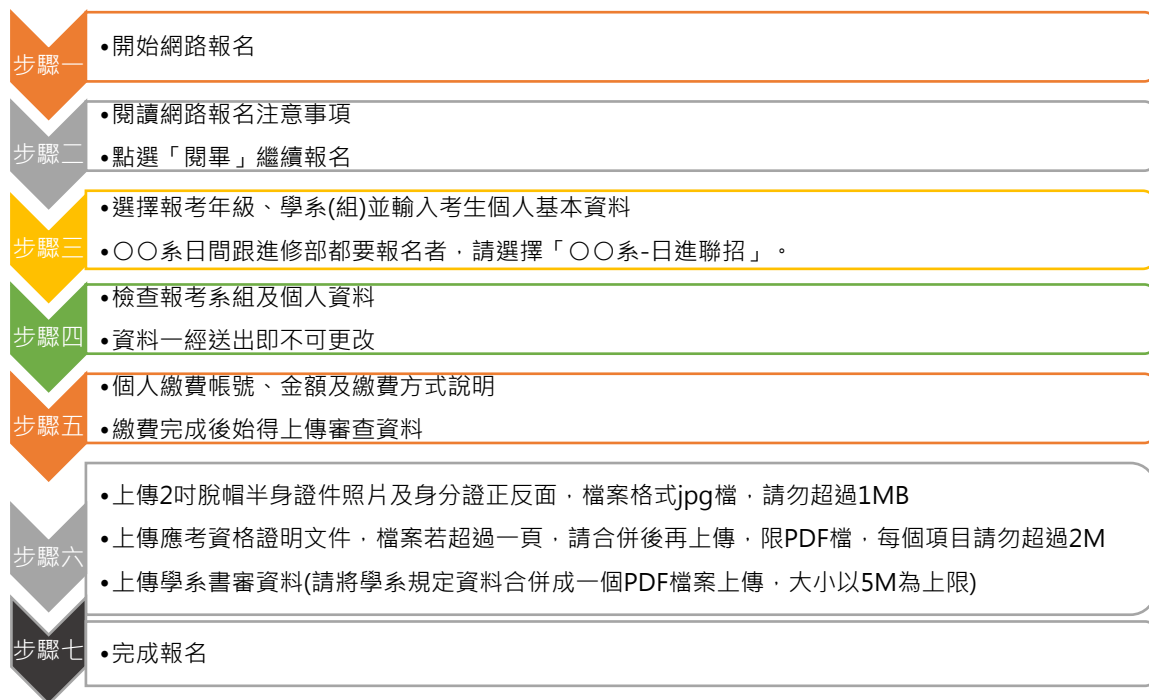 步驟一
•開始網路報名
步驟二
•閱讀網路報名注意事項
•點選「閱畢」繼續報名
步驟三
•選擇報考年級、學系(組)並輸入考生個人基本資料
•○○系日間跟進修部都要報名者，請選擇「○○系-日進聯招」。
步驟四
•檢查報考系組及個人資料
•資料一經送出即不可更改
步驟五
•個人繳費帳號、金額及繳費方式說明
•繳費完成後始得上傳審查資料
步驟六
•上傳2吋脫帽半身證件照片及身分證正反面，檔案格式jpg檔，請勿超過1MB
•上傳應考資格證明文件，檔案若超過一頁，請合併後再上傳，限PDF檔，每個項目請勿超過2M
•上傳學系書審資料(請將學系規定資料合併成一個PDF檔案上傳，大小以5M為上限)
步驟七
•完成報名